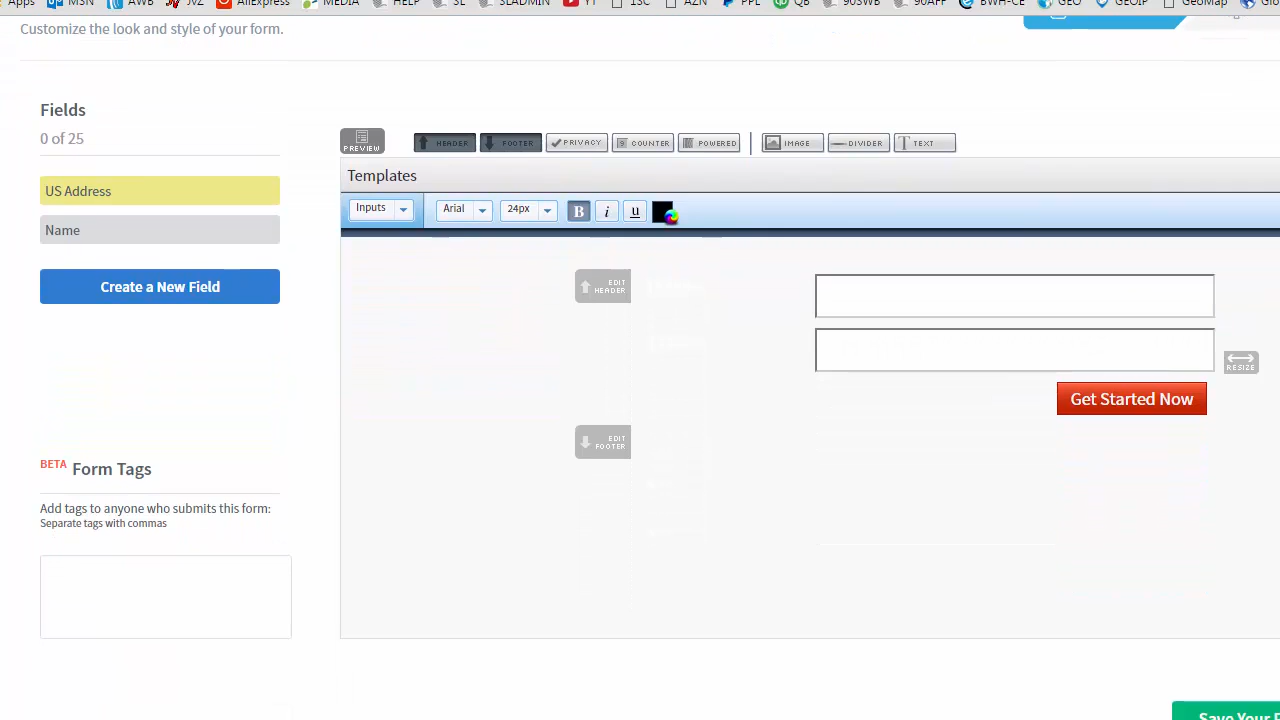 Apps MSN AWB JVZ AliExpress MEDIA HELP SL SLADMIN YT 1SC AZN PPL QB 90SWB 90AFF BWH-CE GEO GEOIP GeoMap
Customize the look and style of your form.
Fields
0 of 25
US Address
Name
Create a New Field
BETA Form Tags
Add tags to anyone who submits this form:
Separate tags with commas
PREVIEW
HEADER FOOTER PRIVACY COUNTER POWERED IMAGE DIVIDER TEXT
Templates
Inputs Arial 24px B i u
EDIT
HEADER
RESIZE
Get Started Now
EDIT
FOOTER
Save Your F